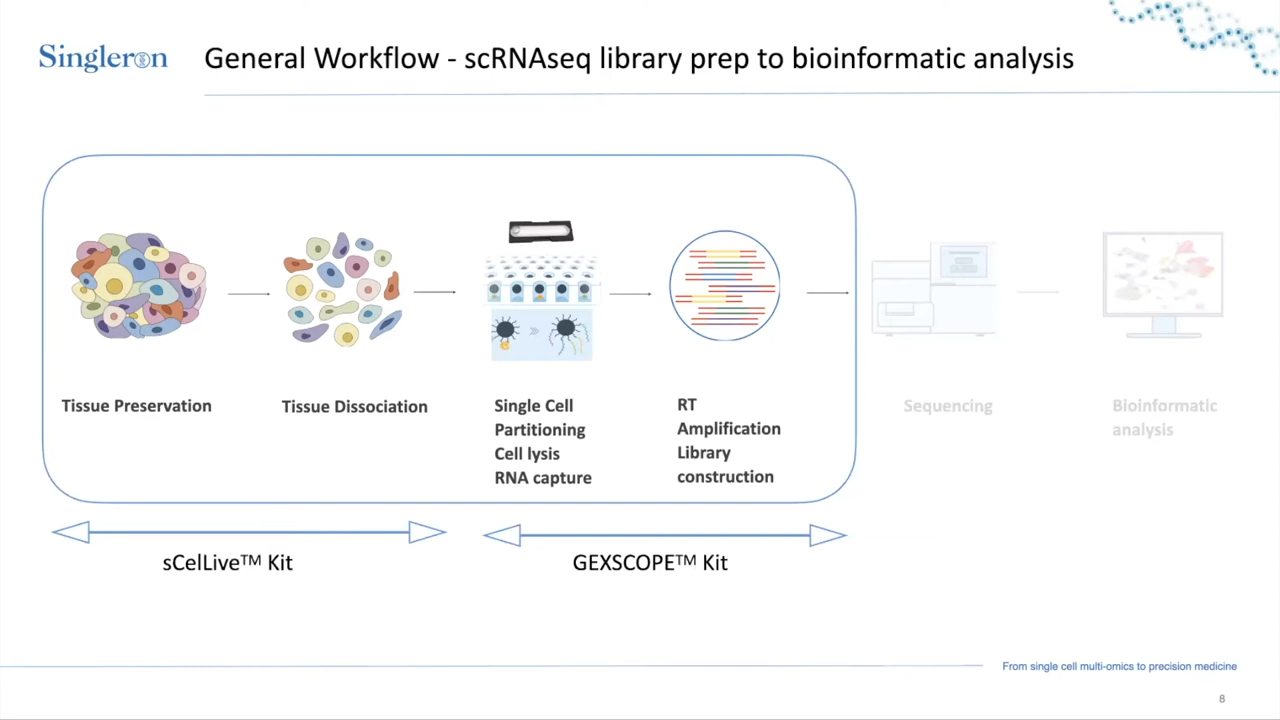 Singleron
General Workflow - scRNAseq library prep to bioinformatic analysis
Tissue Preservation
Tissue Dissociation
Single Cell
Partitioning
Cell lysis
RNA capture
RT
Amplification
Library
construction
Sequencing
Bioinformatic
analysis
sCelLive™ Kit
GEXSCOPE™ Kit
From single cell multi-omics to precision medicine
8